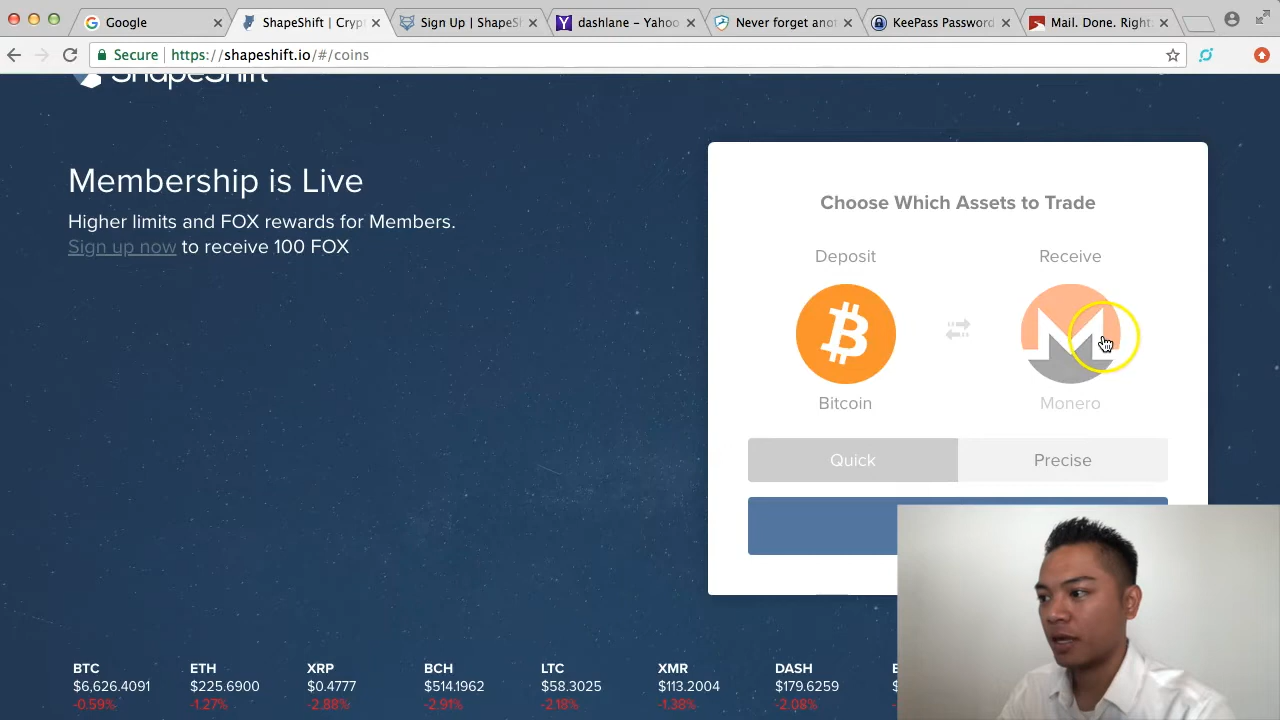 Google
ShapeShift | Cryp
Sign Up | ShapeS
dashlane - Yahoo
Never forget ano
KeePass Password
Mail. Done. Right
Secure
https://shapeshift.io/#/coins
ShapeShift
Membership is Live
Higher limits and FOX rewards for Members.
Sign up now to receive 100 FOX
Choose Which Assets to Trade
Deposit
Receive
Bitcoin
Monero
Quick
Precise
BTC ETH XRP BCH LTC XMR DASH
$6,626.4091 $225.6900 $0.4777 $514.1962 $58.3025 $113.2004 $179.6259
-0.59% -1.27% -2.88% -2.91% -2.18% -1.38% -2.08%